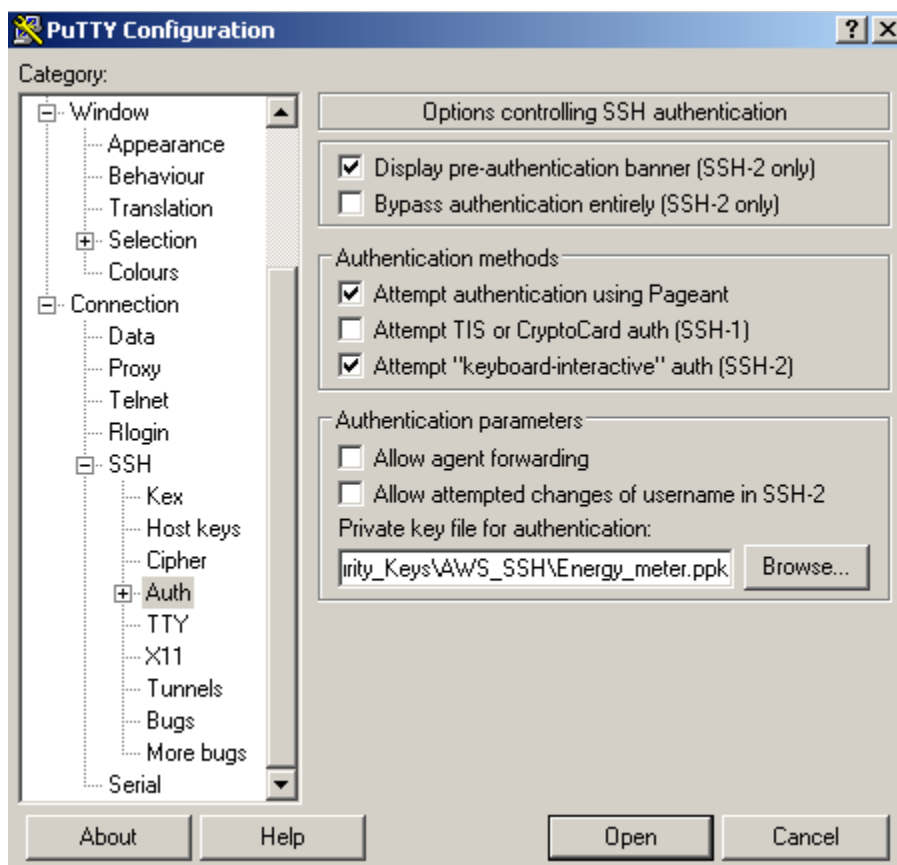 PuTTY Configuration
Category:
Window
Appearance
Behaviour
Translation
Selection
Colours
Connection
Data
Proxy
Telnet
Rlogin
SSH
Kex
Host keys
Cipher
Auth
TTY
X11
Tunnels
Bugs
More bugs
Serial
Options controlling SSH authentication
Display pre-authentication banner (SSH-2 only)
Bypass authentication entirely (SSH-2 only)
Authentication methods
Attempt authentication using Pageant
Attempt TIS or CryptoCard auth (SSH-1)
Attempt "keyboard-interactive" auth (SSH-2)
Authentication parameters
Allow agent forwarding
Allow attempted changes of username in SSH-2
Private key file for authentication:
irity_Keys\AWS_SSH\Energy_meter.ppk Browse...
About Help Open Cancel